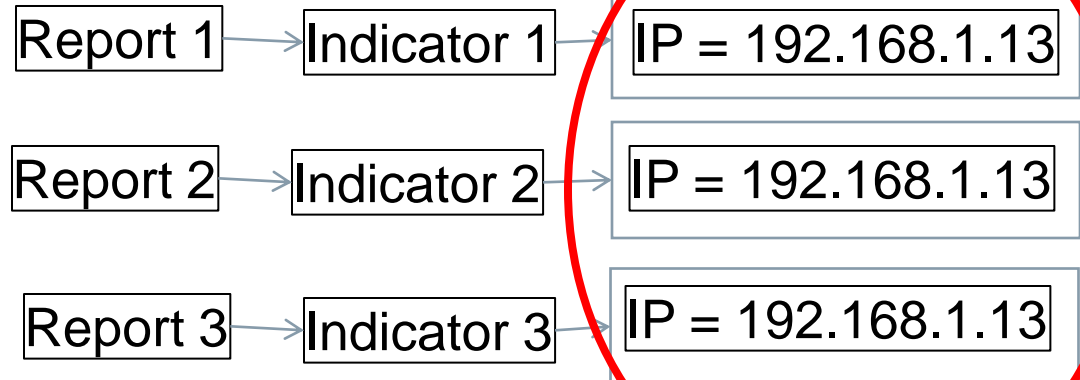 Report 1 Indicator 1 IP = 192.168.1.13
Report 2 Indicator 2 IP = 192.168.1.13
Report 3 Indicator 3 IP = 192.168.1.13